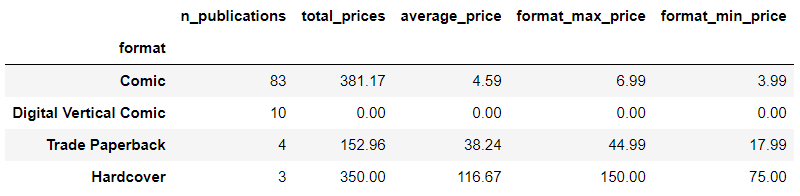 n_publications total_prices average_price format_max_price format_min_price
format
Comic 83 381.17 4.59 6.99 3.99
Digital Vertical Comic 10 0.00 0.00 0.00 0.00
Trade Paperback 4 152.96 38.24 44.99 17.99
Hardcover 3 350.00 116.67 150.00 75.00